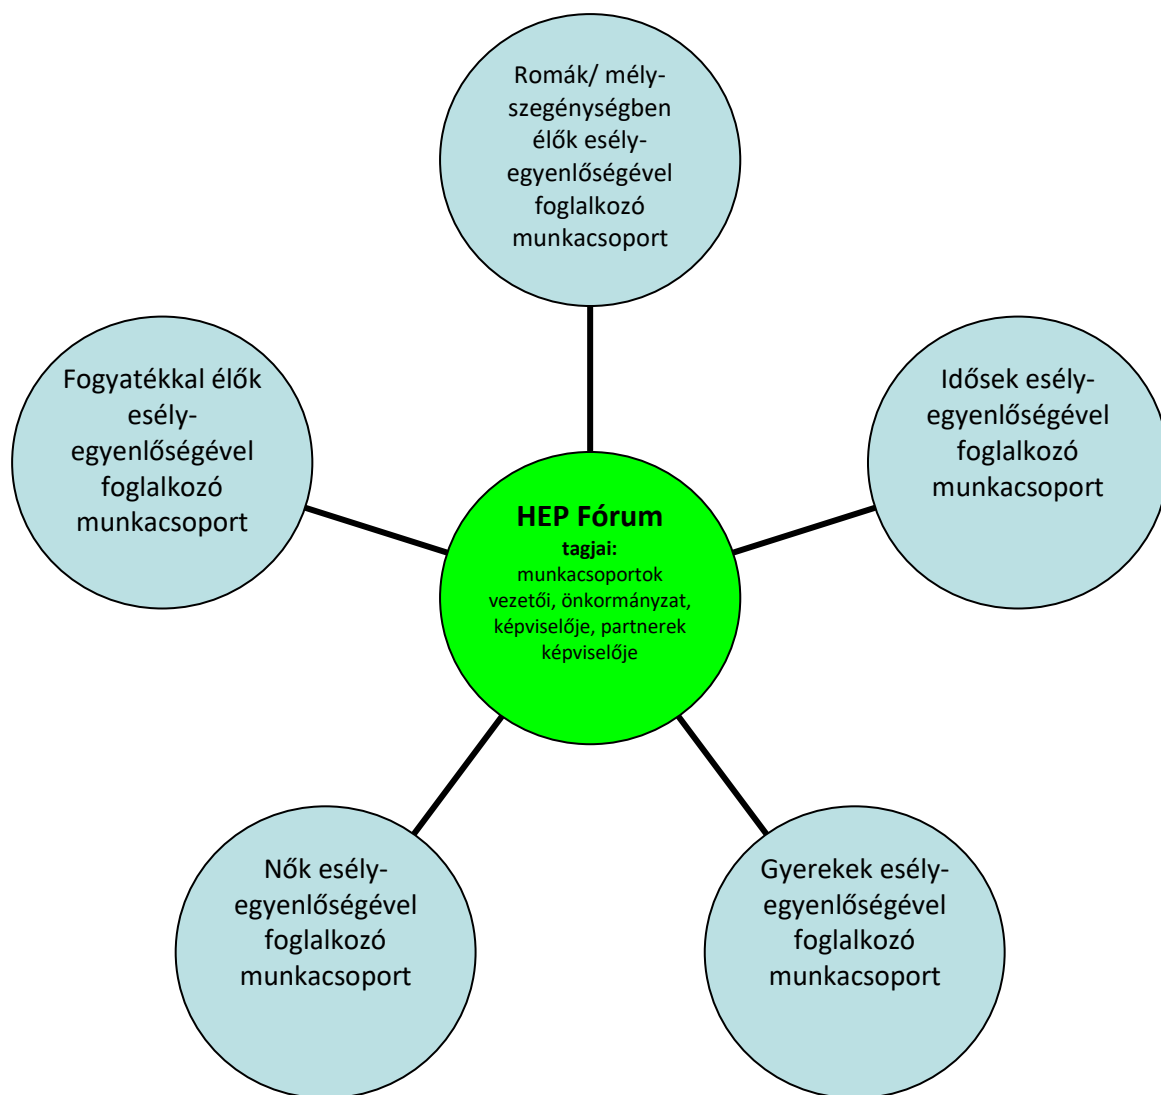 Romák/ mély-
szegénységben
élők esély-
egyenlőségével
foglalkozó
munkacsoport
Fogyatékkal élők
esély-
egyenlőségével
foglalkozó
munkacsoport
Idősek esély-
egyenlőségével
foglalkozó
munkacsoport
HEP Fórum
tagjai:
munkacsoportok
vezetői, önkormányzat,
képviselője, partnerek
képviselője
Nők esély-
egyenlőségével
foglalkozó
munkacsoport
Gyerekek esély-
egyenlőségével
foglalkozó
munkacsoport